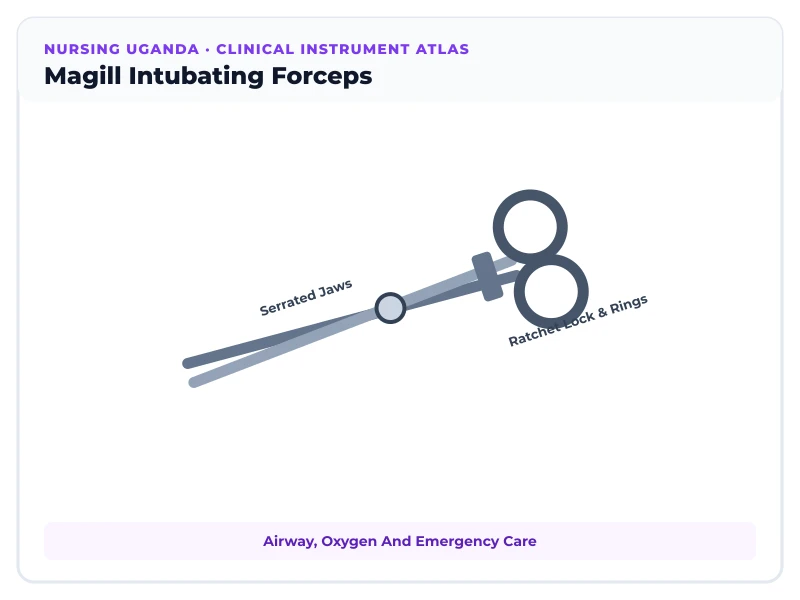 NURSING UGANDA · CLINICAL INSTRUMENT ATLAS
Magill Intubating Forceps
Serrated Jaws
Ratchet Lock & Rings
Airway, Oxygen And Emergency Care